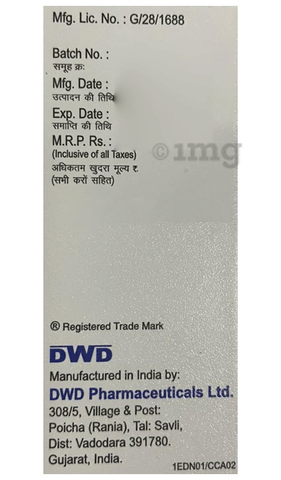 Mfg. Lic. No. : G/28/1688
Batch No. :
समूह क्रः
Mfg. Date :
उत्पादन की तिथि
Exp. Date :
समाप्ति की तिथि
M.R.P. Rs. :
(Inclusive of all Taxes)
अधिकतम खुदरा मूल्य ₹.
(सभी करों सहित)
©1mg
® Registered Trade Mark
DWD
Manufactured in India by:
DWD Pharmaceuticals Ltd.
308/5, Village & Post:
Poicha (Rania), Tal: Savli,
Dist: Vadodara 391780.
Gujarat, India.
1EDN01/CCA02